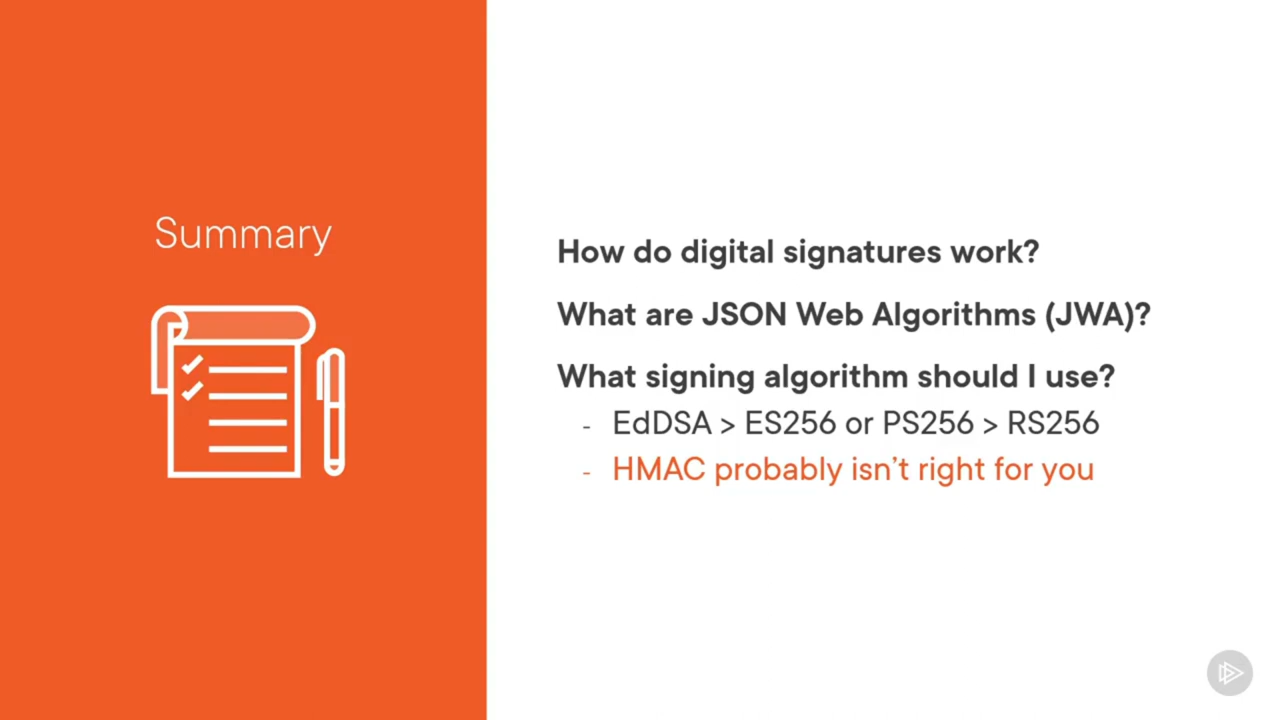 Summary
How do digital signatures work?
What are JSON Web Algorithms (JWA)?
What signing algorithm should I use?
- EdDSA > ES256 or PS256 > RS256
- HMAC probably isn’t right for you